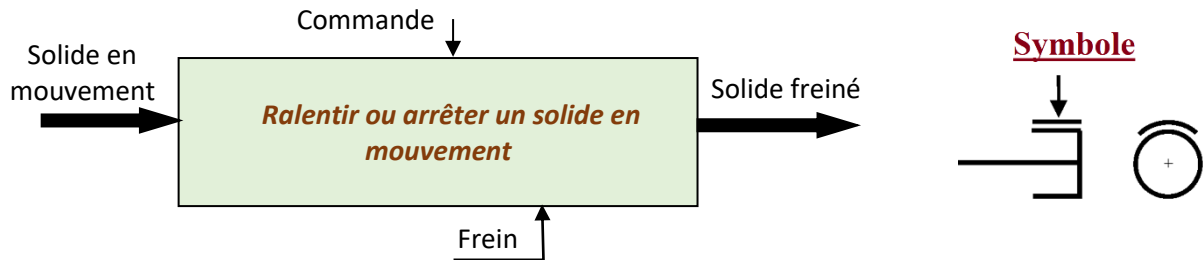 Commande
Solide en
mouvement
Ralentir ou arrêter un solide en
mouvement
Solide freiné
Frein
Symbole